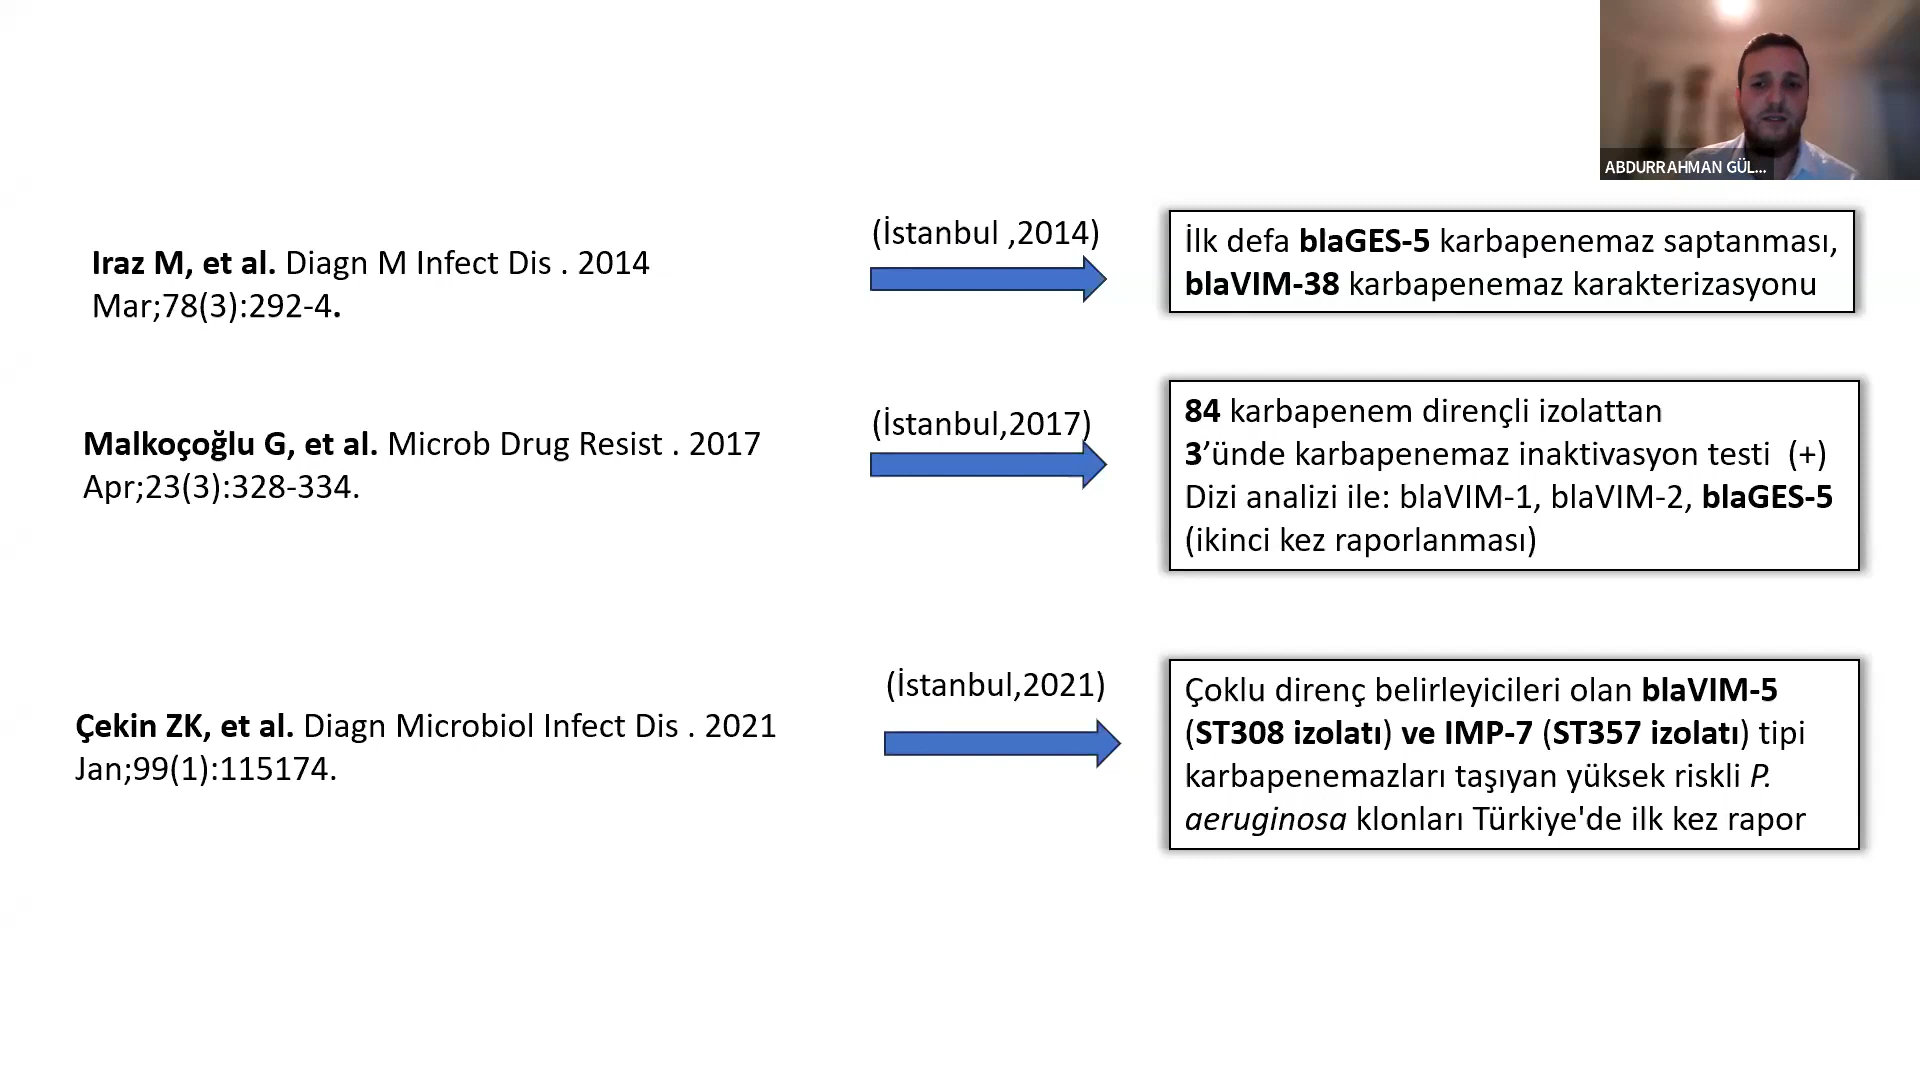 ABDURRAHMAN GÜL...
(İstanbul ,2014)
Iraz M, et al. Diagn M Infect Dis . 2014
Mar;78(3):292-4.
İlk defa blaGES-5 karbapenemaz saptanması,
blaVIM-38 karbapenemaz karakterizasyonu
(İstanbul,2017)
Malkoçoğlu G, et al. Microb Drug Resist . 2017
Apr;23(3):328-334.
84 karbapenem dirençli izolattan
3’ünde karbapenemaz inaktivasyon testi  (+)
Dizi analizi ile: blaVIM-1, blaVIM-2, blaGES-5
(ikinci kez raporlanması)
(İstanbul,2021)
Çekin ZK, et al. Diagn Microbiol Infect Dis . 2021
Jan;99(1):115174.
Çoklu direnç belirleyicileri olan blaVIM-5
(ST308 izolatı) ve IMP-7 (ST357 izolatı) tipi
karbapenemazları taşıyan yüksek riskli P.
aeruginosa klonları Türkiye'de ilk kez rapor